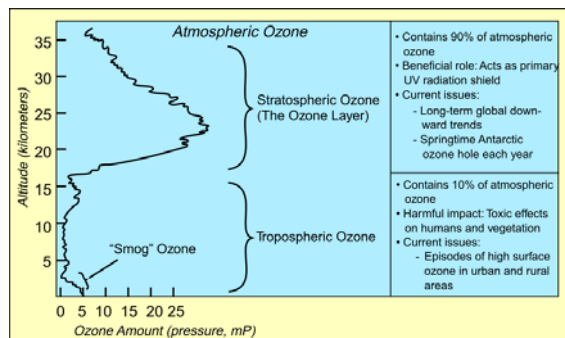 Atmospheric Ozone
35
30
25
20
15
10
5
Altitude (kilometers)
Stratospheric Ozone
(The Ozone Layer)
Tropospheric Ozone
"Smog" Ozone
0 5 10 15 20 25
Ozone Amount (pressure, mP)
• Contains 90% of atmospheric
ozone
• Beneficial role: Acts as primary
UV radiation shield
• Current issues:
- Long-term global down-
ward trends
- Springtime Antarctic
ozone hole each year
• Contains 10% of atmospheric
ozone
• Harmful impact: Toxic effects
on humans and vegetation
• Current issues:
- Episodes of high surface
ozone in urban and rural
areas